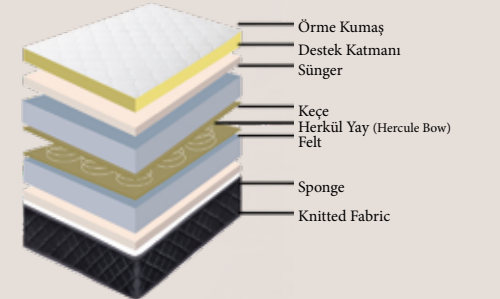 Örme Kumaş
Destek Katmanı
Sünger
Keçe
Herkül Yay (Hercule Bow)
Felt
Sponge
Knitted Fabric